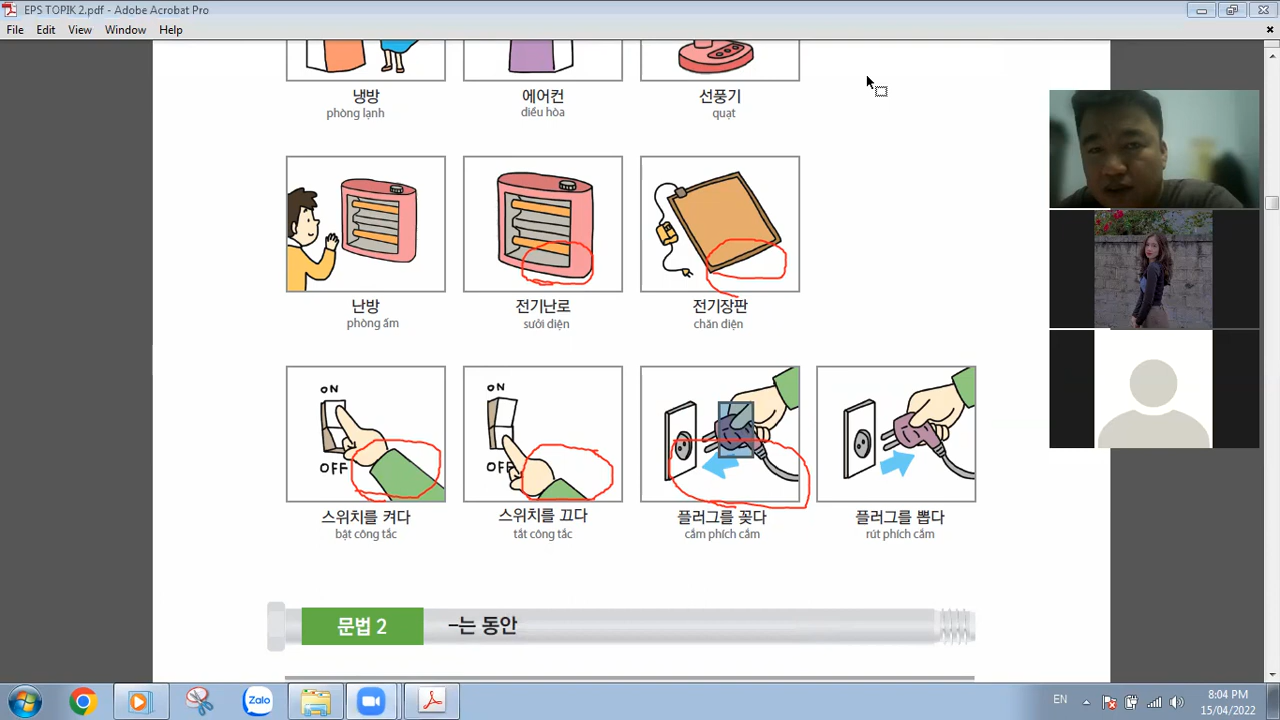 EPS TOPIK 2.pdf - Adobe Acrobat Pro
File Edit View Window Help
냉방 에어컨 선풍기
phòng lạnh điều hòa quạt
난방 전기난로 전기장판
phòng ấm sưởi điện chăn điện
ON ON
OFF OFF
스위치를 켜다 스위치를 끄다 플러그를 꽂다 플러그를 뽑다
bật công tắc tắt công tắc cắm phích cắm rút phích cắm
문법 2 -는 동안
Zalo
EN
8:04 PM
15/04/2022